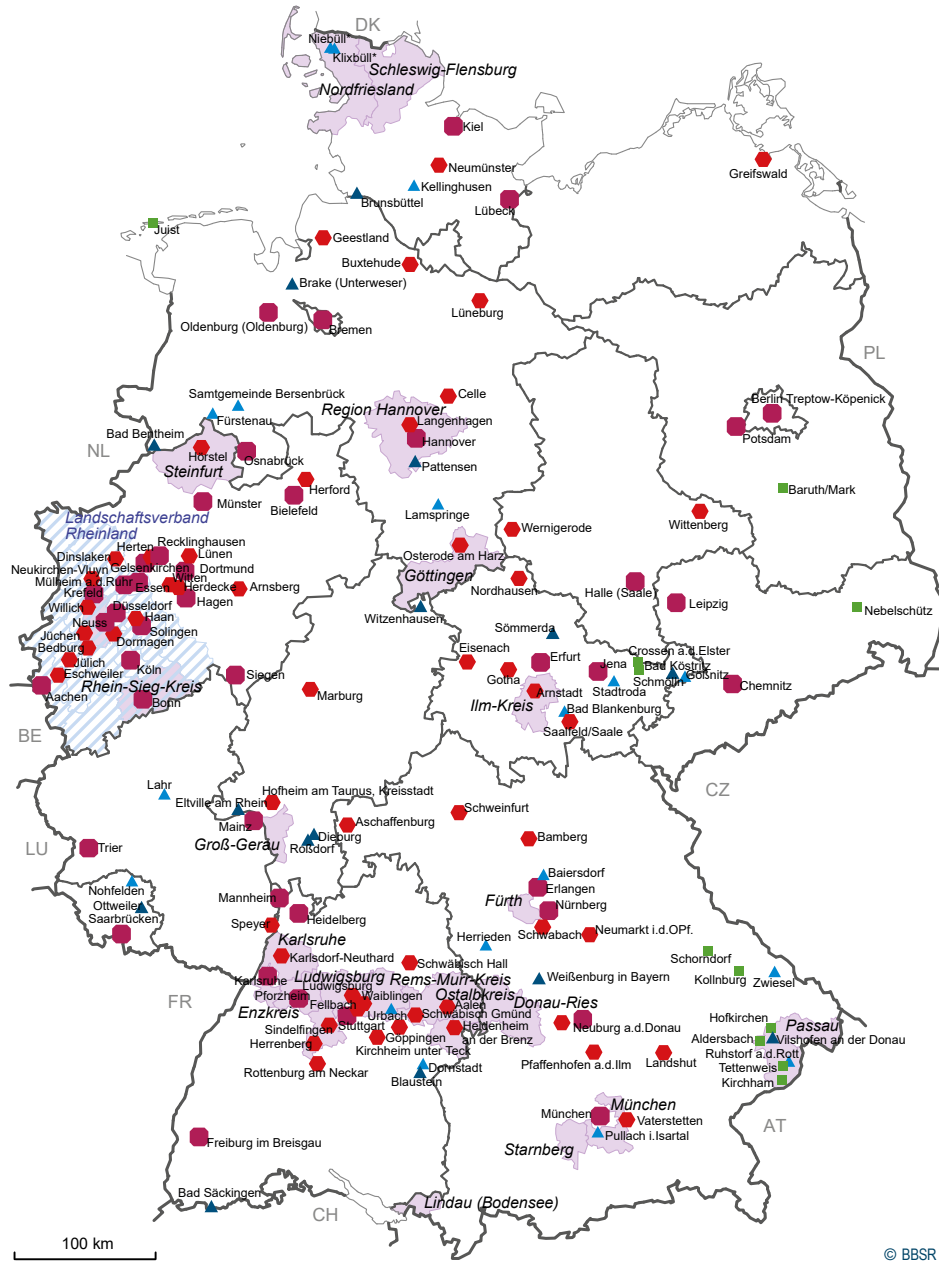 DK
Niebüll*
Klixbüll*
Schleswig-Flensburg
Nordfriesland
Kiel
Neumünster
Greifswald
Kellinghusen
Brunsbüttel
Lübeck
Juist
Geestland
Buxtehude
Brake (Unterweser)
Lüneburg
Oldenburg (Oldenburg)
Bremen
PL
Samtgemeinde Bersenbrück
Celle
Berlin Treptow-Köpenick
Region Hannover
Fürstenau
Langenhagen
Potsdam
Bad Bentheim
Hannover
NL
Hörstel
Osnabrück
Steinfurt
Pattensen
Herford
Baruth/Mark
Münster
Bielefeld
Lamspringe
Wittenberg
Landschaftsverband
Rheinland
Wernigerode
Recklinghausen
Herten
Dinslaken
Lünen
Osterode am Harz
Neukirchen-Vluyn
Gelsenkirchen
Dortmund
Göttingen
Mülheim a.d.Ruhr
Witten
Essen
Herdecke
Arnsberg
Nordhausen
Halle (Saale)
Krefeld
Hagen
Leipzig
Willich
Düsseldorf
Nebelschütz
Neuss
Haan
Witzenhausen
Solingen
Sömmerda
Jüchen
Dormagen
Bedburg
Eisenach
Erfurt
Crossen a.d.Elster
Jülich
Köln
Jena
Bad Köstritz
Eschweiler
Siegen
Gotha
Gößnitz
Schmölln
Rhein-Sieg-Kreis
Marburg
Arnstadt
Stadtroda
Chemnitz
Aachen
Bonn
Ilm-Kreis
Bad Blankenburg
BE
Saalfeld/Saale
CZ
Lahr
Hofheim am Taunus, Kreisstadt
Eltville am Rhein
Schweinfurt
Mainz
Aschaffenburg
Groß-Gerau
Dieburg
Bamberg
LU
Trier
Roßdorf
Baiersdorf
Nohfelden
Erlangen
Mannheim
Fürth
Ottweiler
Nürnberg
Saarbrücken
Heidelberg
Speyer
Schwabach
Neumarkt i.d.OPf.
Karlsruhe
Herrieden
Schorndorf
Karlsdorf-Neuthard
Schwäbisch Hall
Kollnburg
Zwiesel
Karlsruhe
Ludwigsburg
Rems-Murr-Kreis
Weißenburg in Bayern
Ludwigsburg
Ostalbkreis
Pforzheim
Waiblingen
Aalen
Donau-Ries
FR
Fellbach
Enzkreis
Urbach
Schwäbisch Gmünd
Hofkirchen
Passau
Sindelfingen
Stuttgart
Heidenheim
an der Brenz
Neuburg a.d.Donau
Aldersbach
Vilshofen an der Donau
Herrenberg
Göppingen
Ruhstorf a.d.Rott
Kirchheim unter Teck
Pfaffenhofen a.d.Ilm
Landshut
Tettenweis
Rottenburg am Neckar
Dornstadt
Kirchham
Blaustein
München
München
Vaterstetten
AT
Freiburg im Breisgau
Pullach i.Isartal
Starnberg
Bad Säckingen
Lindau (Bodensee)
CH
100 km
© BBSR